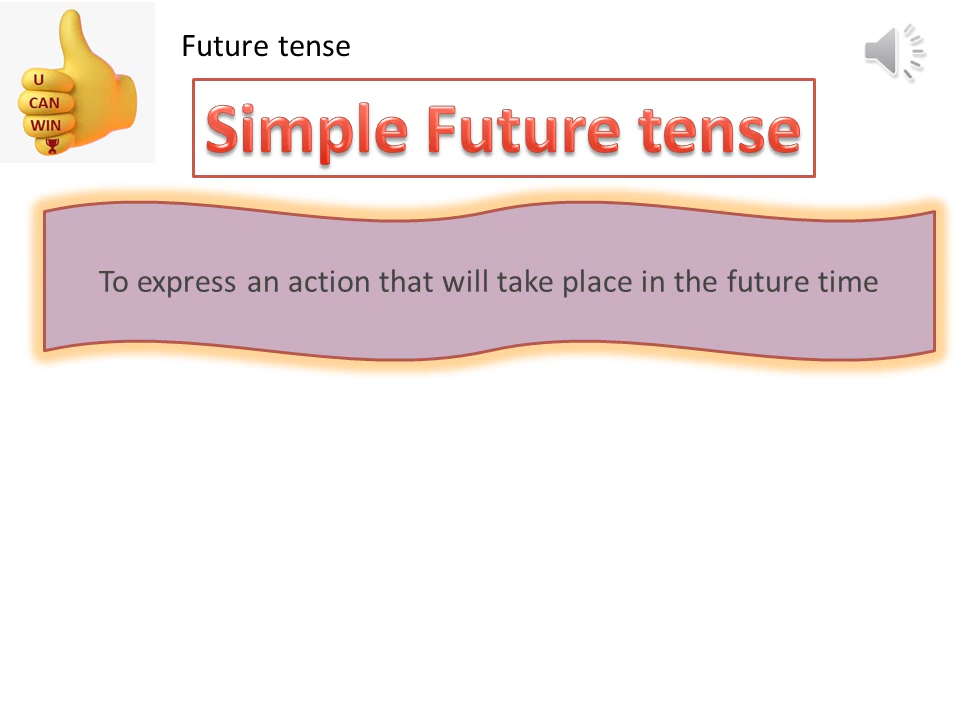 U
CAN
WIN
Future tense
Simple Future tense
To express an action that will take place in the future time